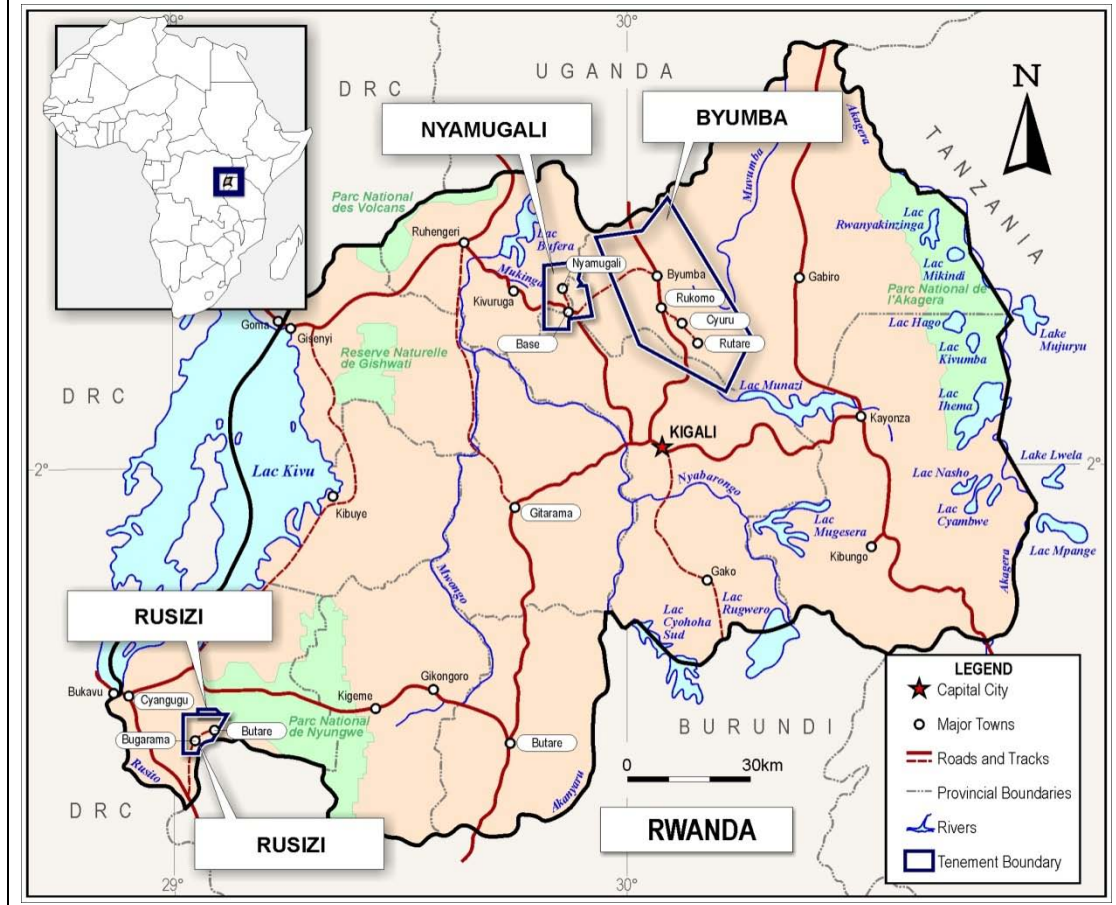 29°
30°
DRC
UGANDA
N
NYAMUGALI
BYUMBA
TANZANIA
Akagera
Muvumba
Parc National
des Volcans
Lac
Rwanyakinzinga
Ruhengeri
Lac
Bufera
Nyamugali
Byumba
Lac
Mikindi
Gabiro
Parc National de
l'Akagera
Mukinga
Kivuruga
Rukomo
Goma
Gisenyi
Cyuru
Lac Hago
Lake
Mujuryu
Base
Rutare
Lac
Kivumba
Reserve Naturelle
de Gishwati
DRC
Lac Munazi
Lac
Ihema
Kayonza
KIGALI
2°
2°
Lac Kivu
Lake Lwela
Lac Nasho
Nyabarongo
Kibuye
Gitarama
Lac
Cyambwe
Lac
Mugesera
Lac Mpange
Kibungo
Mwongo
Gako
Akagera
RUSIZI
Lac
Rugwero
Lac
Cyohoha
Sud
Bukavu
Cyangugu
Gikongoro
Kigeme
Parc National
de Nyungwe
BURUNDI
Butare
Bugarama
Butare
Rusito
0
30km
DRC
Akanyaru
RUSIZI
RWANDA
29°
30°
LEGEND
Capital City
Major Towns
Roads and Tracks
Provincial Boundaries
Rivers
Tenement Boundary